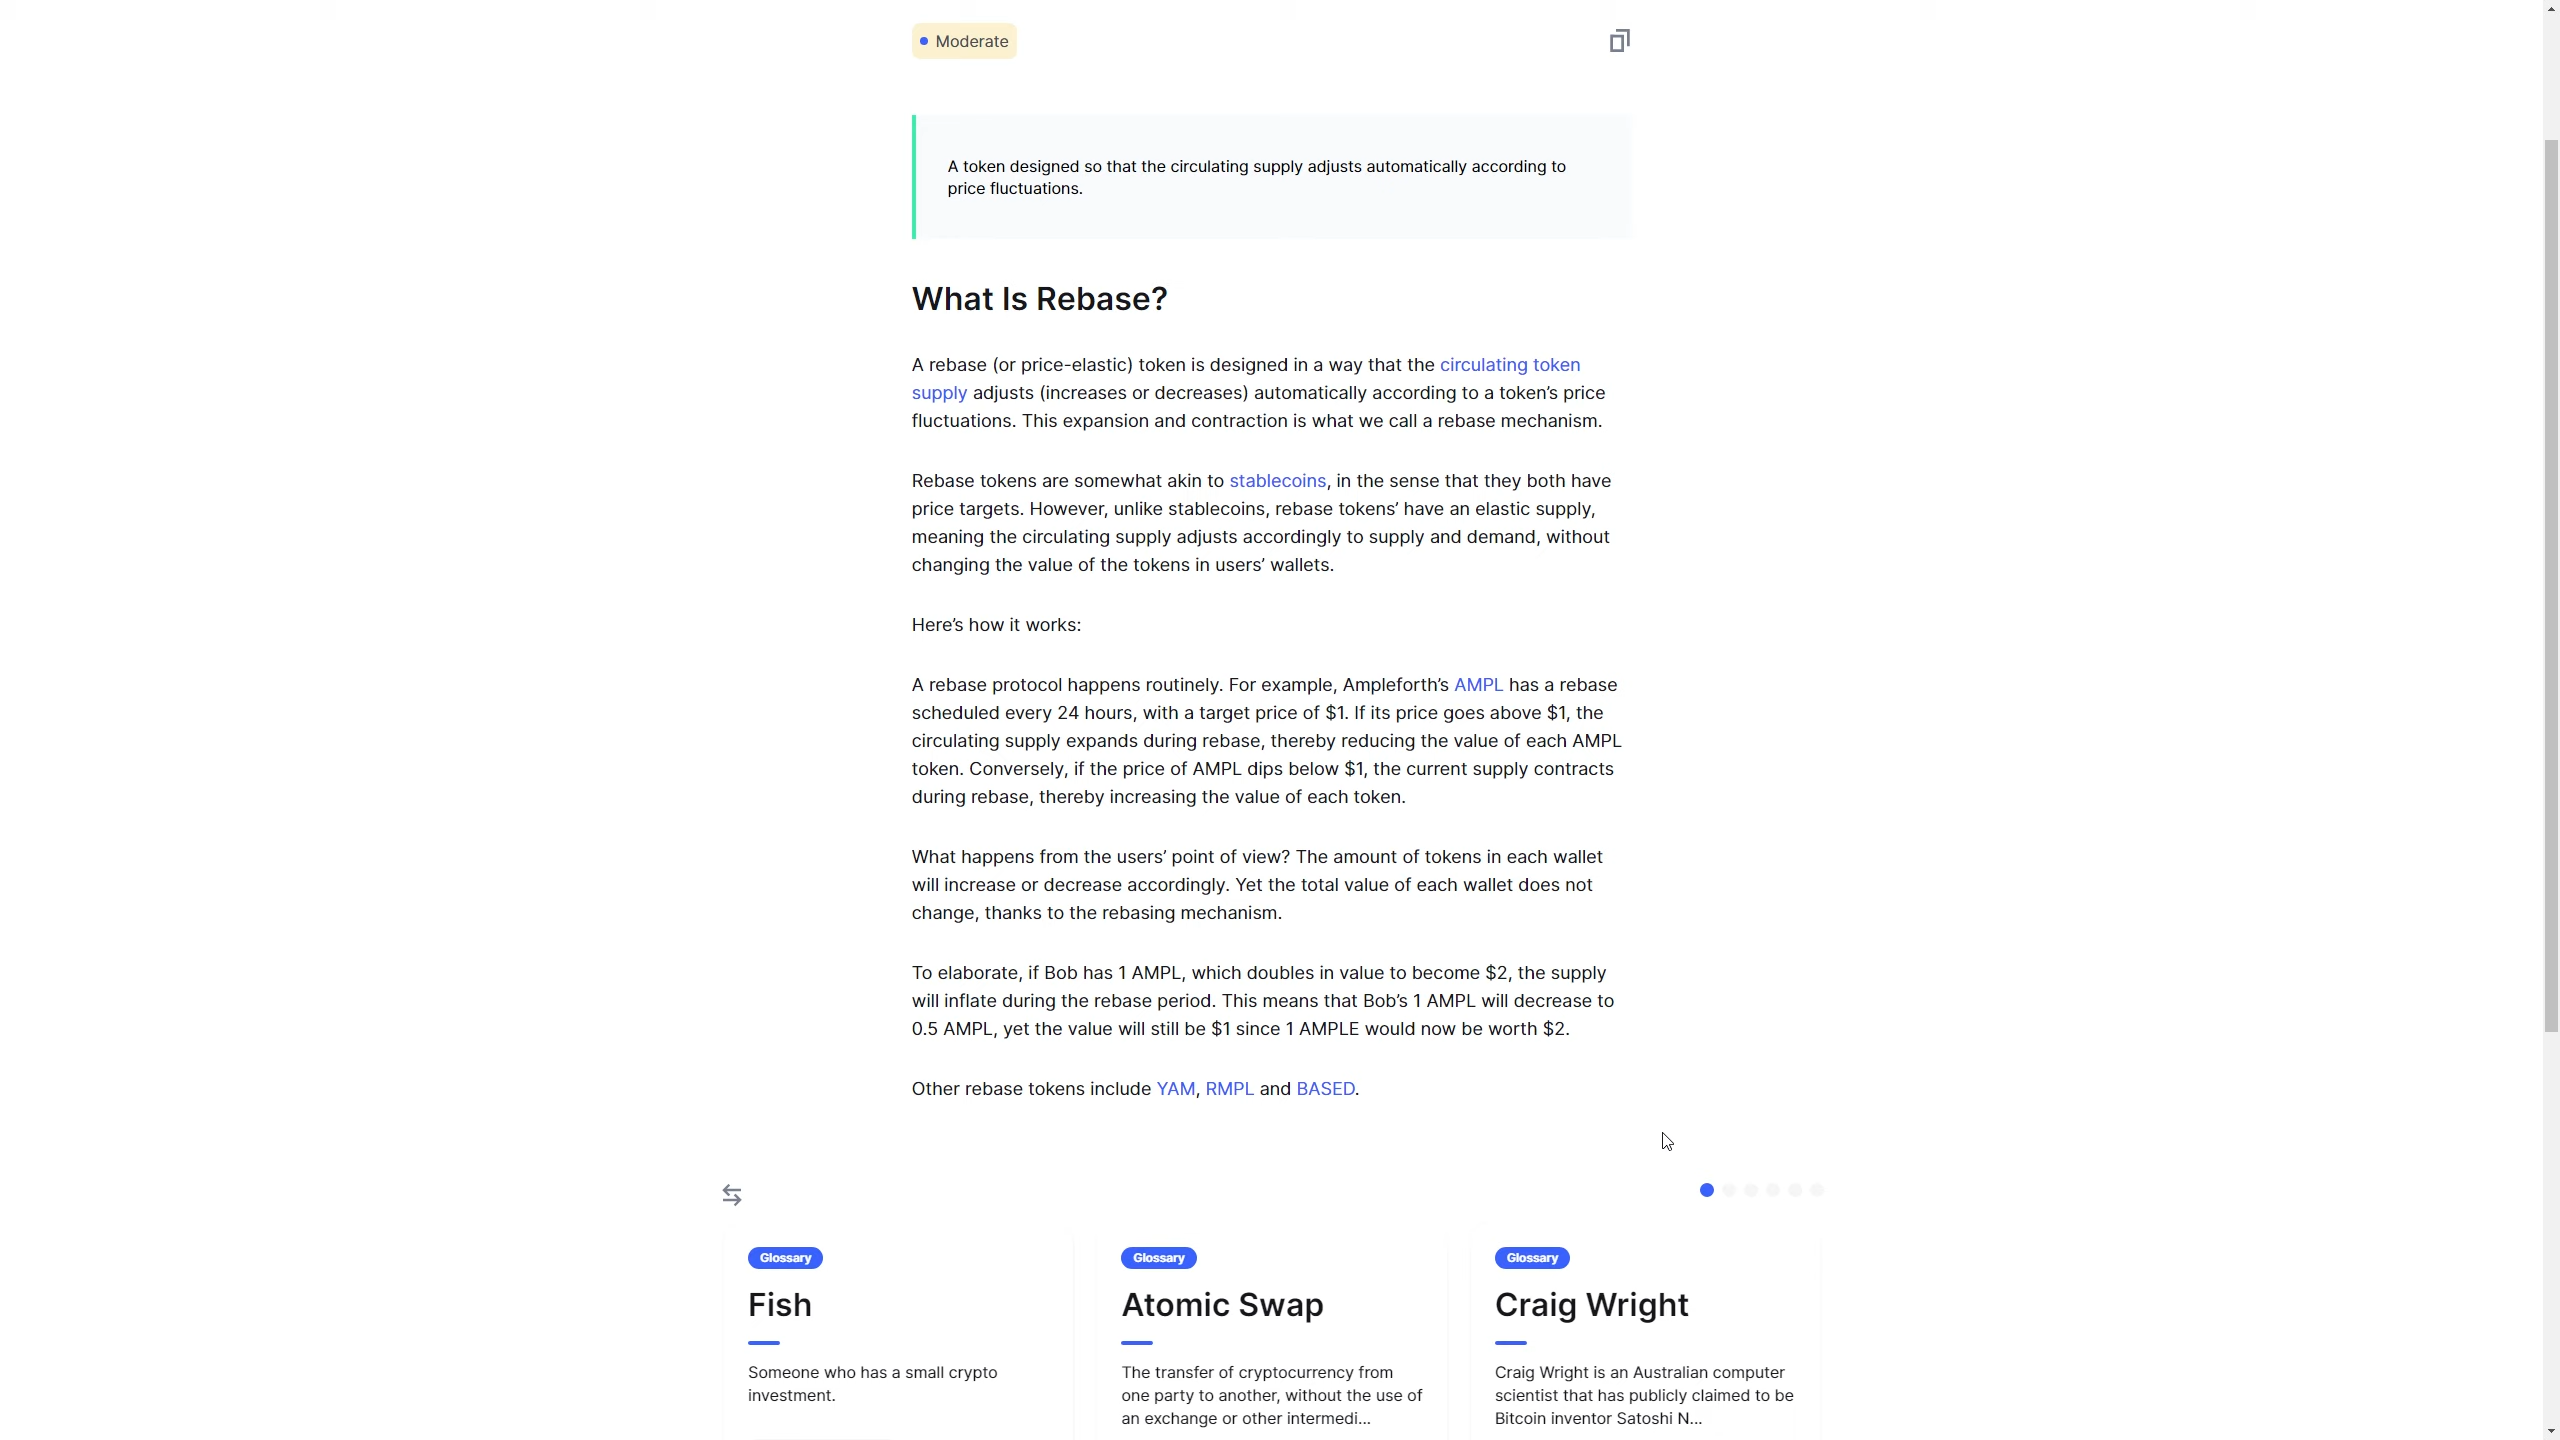 Moderate
A token designed so that the circulating supply adjusts automatically according to
price fluctuations.
What Is Rebase?
A rebase (or price-elastic) token is designed in a way that the circulating token
supply adjusts (increases or decreases) automatically according to a token’s price
fluctuations. This expansion and contraction is what we call a rebase mechanism.
Rebase tokens are somewhat akin to stablecoins, in the sense that they both have
price targets. However, unlike stablecoins, rebase tokens’ have an elastic supply,
meaning the circulating supply adjusts accordingly to supply and demand, without
changing the value of the tokens in users’ wallets.
Here’s how it works:
A rebase protocol happens routinely. For example, Ampleforth’s AMPL has a rebase
scheduled every 24 hours, with a target price of $1. If its price goes above $1, the
circulating supply expands during rebase, thereby reducing the value of each AMPL
token. Conversely, if the price of AMPL dips below $1, the current supply contracts
during rebase, thereby increasing the value of each token.
What happens from the users’ point of view? The amount of tokens in each wallet
will increase or decrease accordingly. Yet the total value of each wallet does not
change, thanks to the rebasing mechanism.
To elaborate, if Bob has 1 AMPL, which doubles in value to become $2, the supply
will inflate during the rebase period. This means that Bob’s 1 AMPL will decrease to
0.5 AMPL, yet the value will still be $1 since 1 AMPLE would now be worth $2.
Other rebase tokens include YAM, RMPL and BASED.
Glossary
Fish
Someone who has a small crypto
investment.
Glossary
Atomic Swap
The transfer of cryptocurrency from
one party to another, without the use of
an exchange or other intermedi...
Glossary
Craig Wright
Craig Wright is an Australian computer
scientist that has publicly claimed to be
Bitcoin inventor Satoshi N...